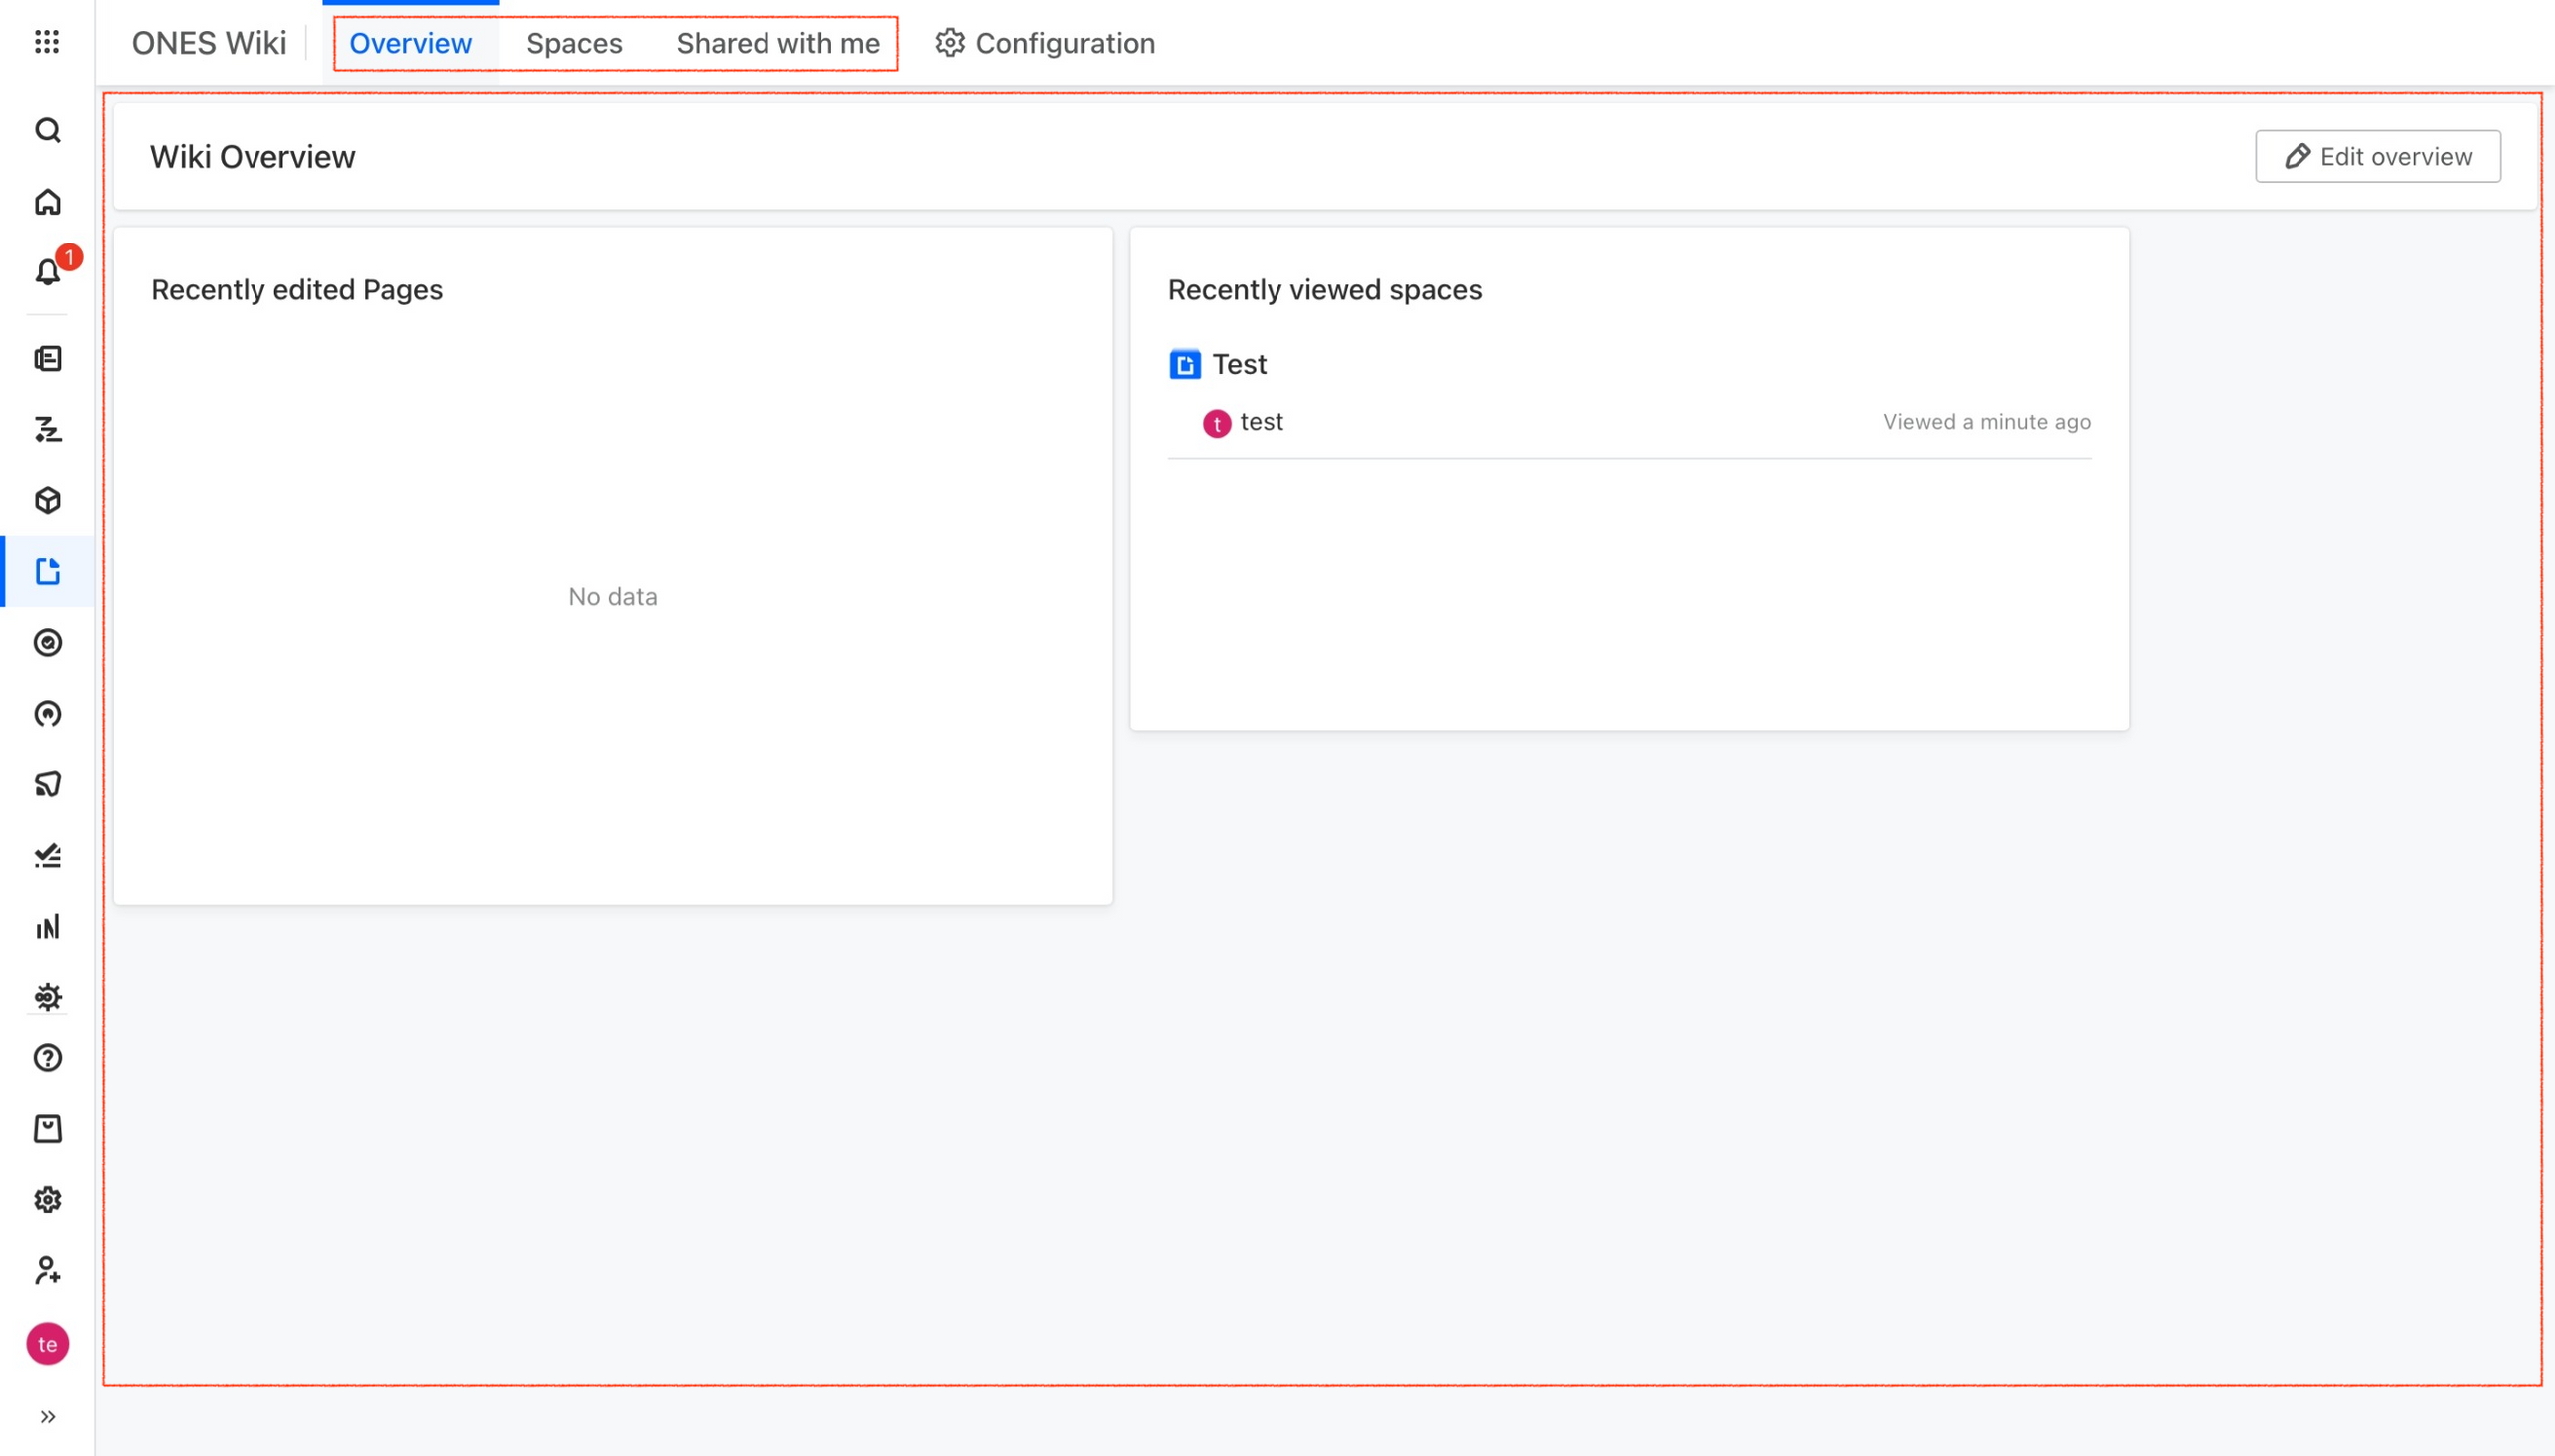 ONES Wiki Overview Spaces Shared with me Configuration
Wiki Overview Edit overview
1
Recently edited Pages
No data
Recently viewed spaces
Test
t test Viewed a minute ago
te